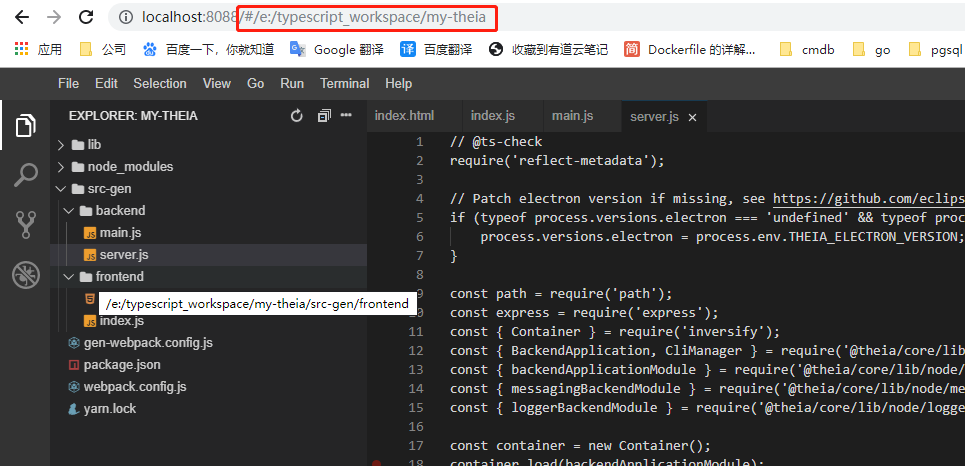 localhost:8088/#/e:/typescript_workspace/my-theia
应用 公司 百度一下，你就知道 Google 翻译 百度翻译 收藏到有道云笔记 简 Dockerfile 的详解... cmdb go pgsql
File Edit Selection View Go Run Terminal Help
EXPLORER: MY-THEIA
lib
node_modules
src-gen
backend
main.js
server.js
frontend
/e:/typescript_workspace/my-theia/src-gen/frontend
index.js
gen-webpack.config.js
package.json
webpack.config.js
yarn.lock
index.html index.js main.js server.js
1 // @ts-check
2 require('reflect-metadata');
3
4 // Patch electron version if missing, see https://github.com/eclips
5 if (typeof process.versions.electron === 'undefined' && typeof proc
6 process.versions.electron = process.env.THEIA_ELECTRON_VERSION;
7 }
8
9 const path = require('path');
10 const express = require('express');
11 const { Container } = require('inversify');
12 const { BackendApplication, CliManager } = require('@theia/core/lib
13 const { backendApplicationModule } = require('@theia/core/lib/node/
14 const { messagingBackendModule } = require('@theia/core/lib/node/me
15 const { loggerBackendModule } = require('@theia/core/lib/node/logge
16
17 const container = new Container();
18 container.load(backendApplicationModule);